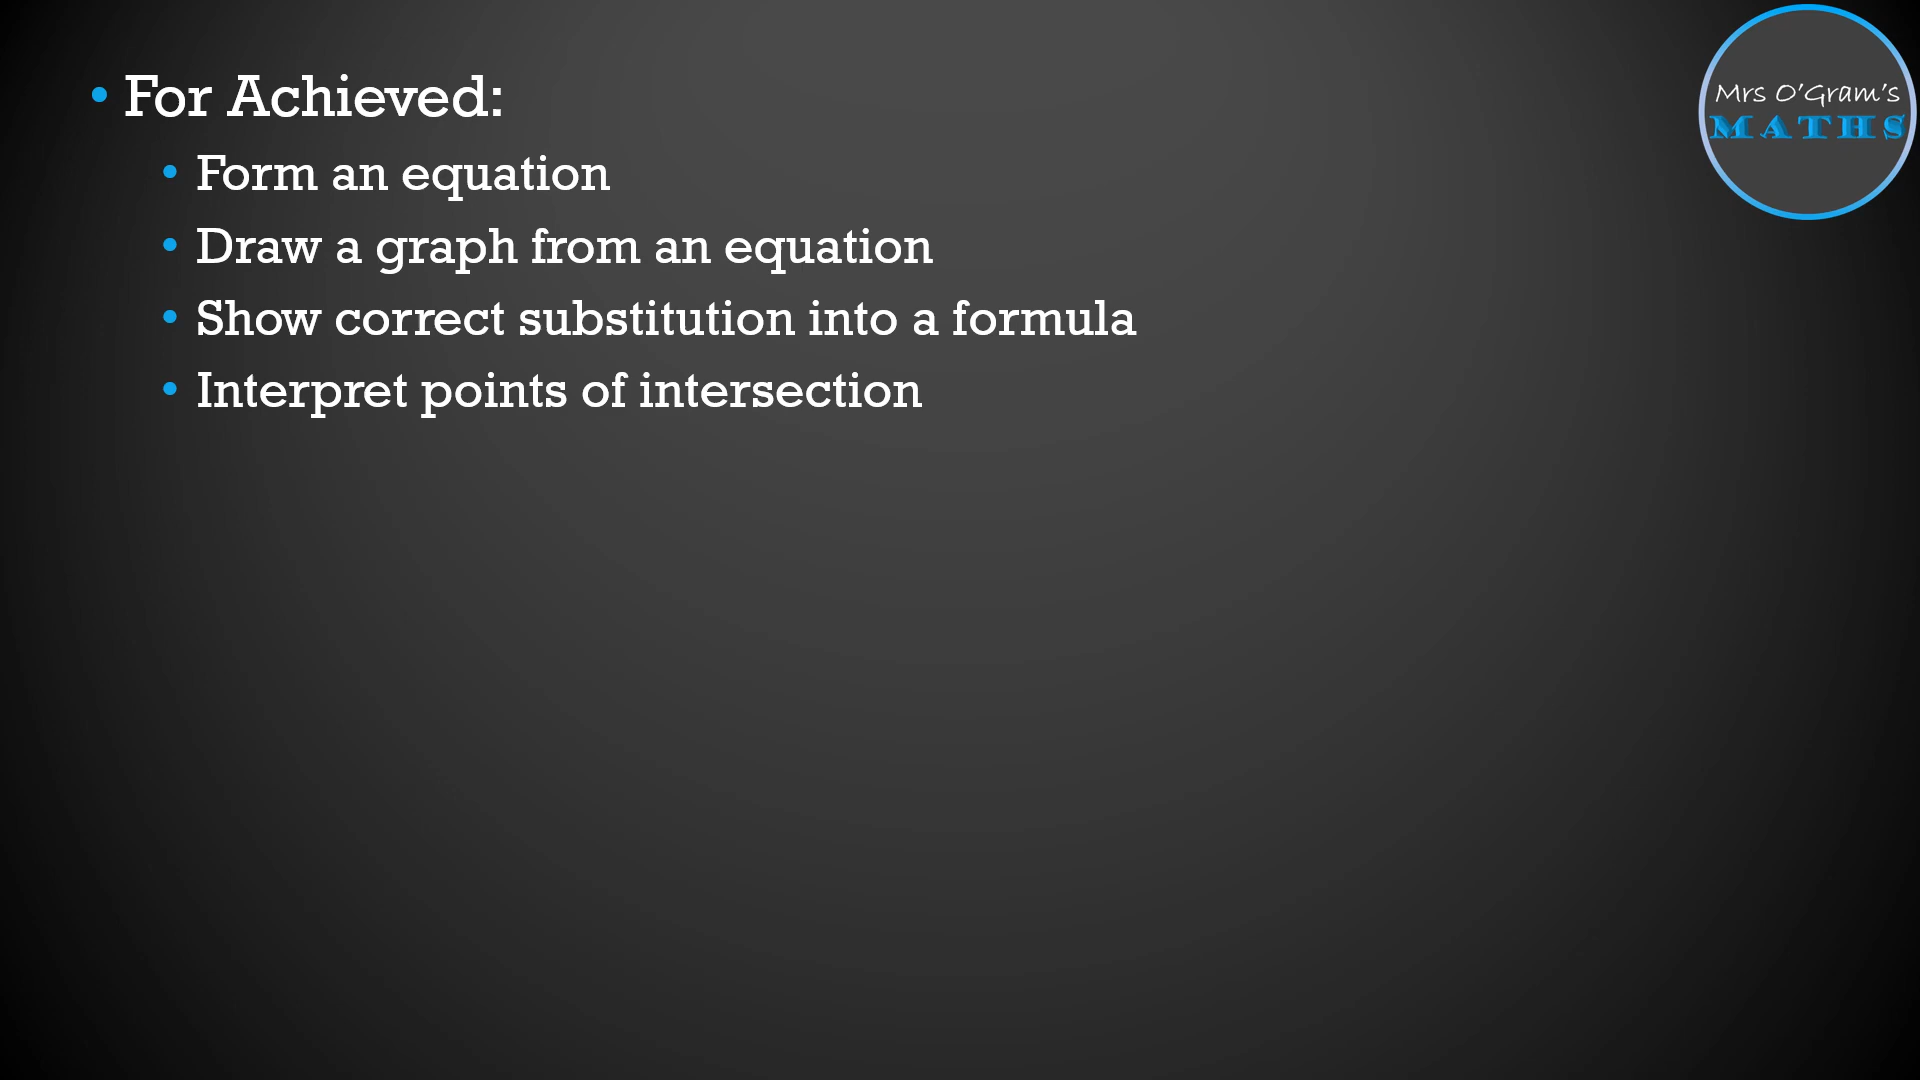 • For Achieved:
• Form an equation
• Draw a graph from an equation
• Show correct substitution into a formula
• Interpret points of intersection
Mrs O'Gram's
MATHS